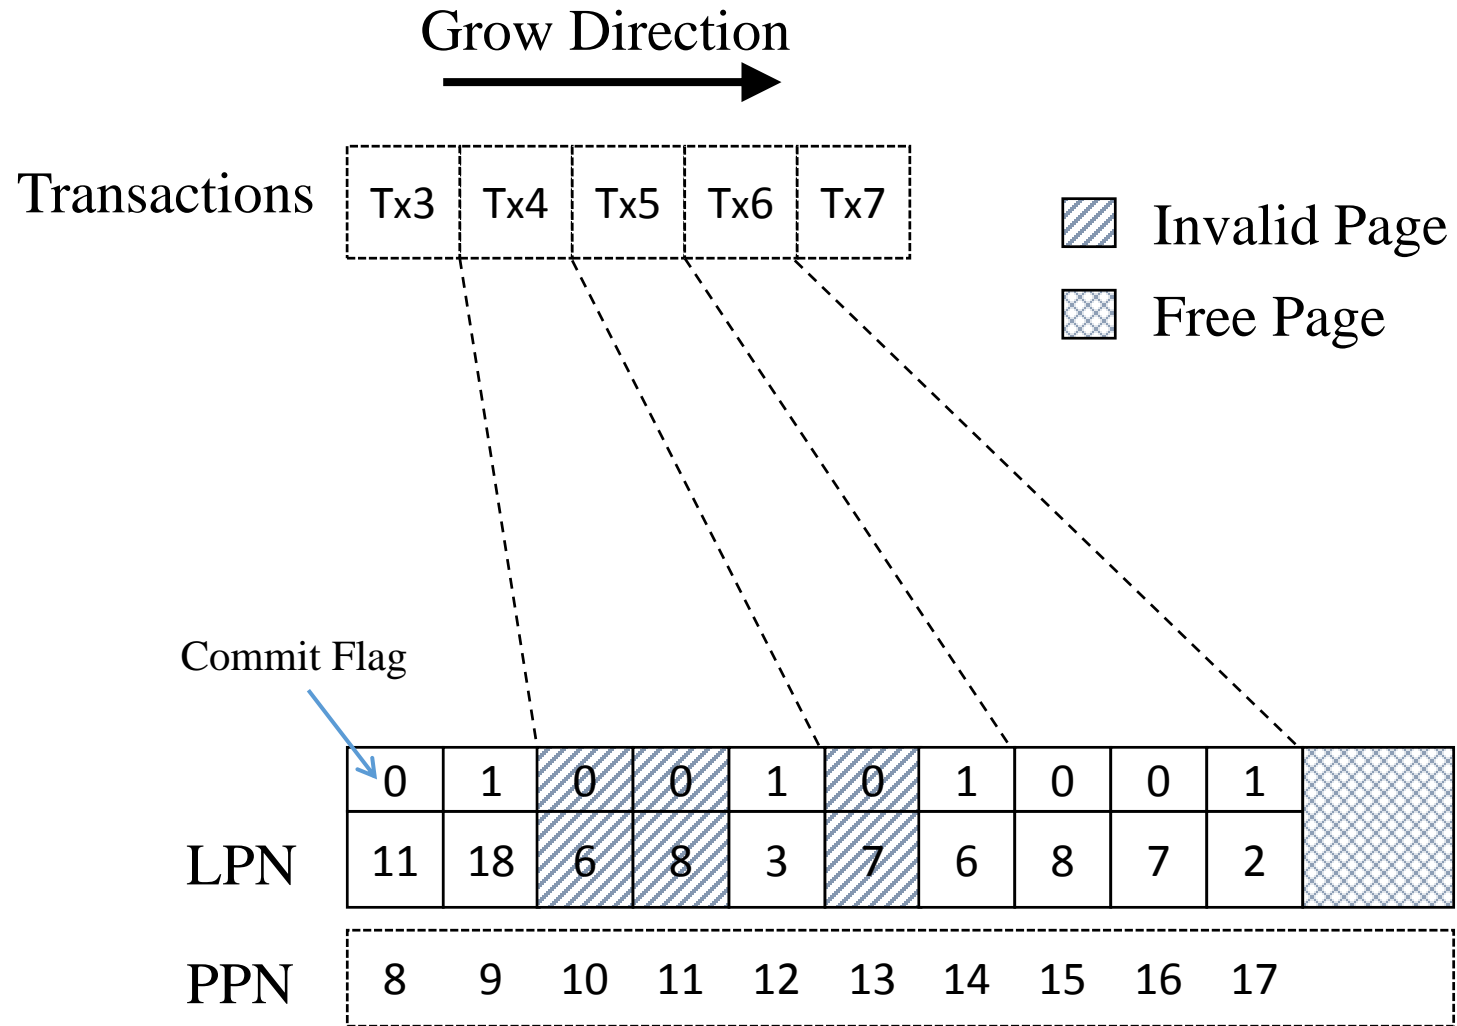 Grow Direction
Transactions Tx3 Tx4 Tx5 Tx6 Tx7
Invalid Page
Free Page
Commit Flag
0 1 0 0 1 0 1 0 0 1
LPN 11 18 6 8 3 7 6 8 7 2
PPN 8 9 10 11 12 13 14 15 16 17